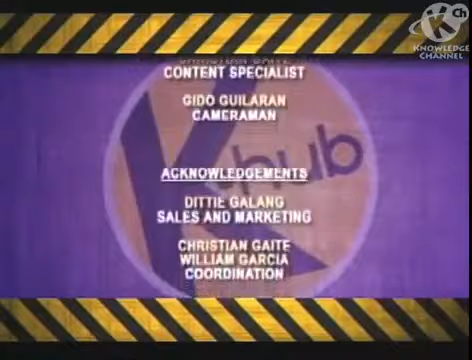 KCh
KNOWLEDGE
CHANNEL
CONTENT SPECIALIST
GIDO GUILARAN
CAMERAMAN
K-hub
ACKNOWLEDGEMENTS
DITTIE GALANG
SALES AND MARKETING
CHRISTIAN GAITE
WILLIAM GARCIA
COORDINATION